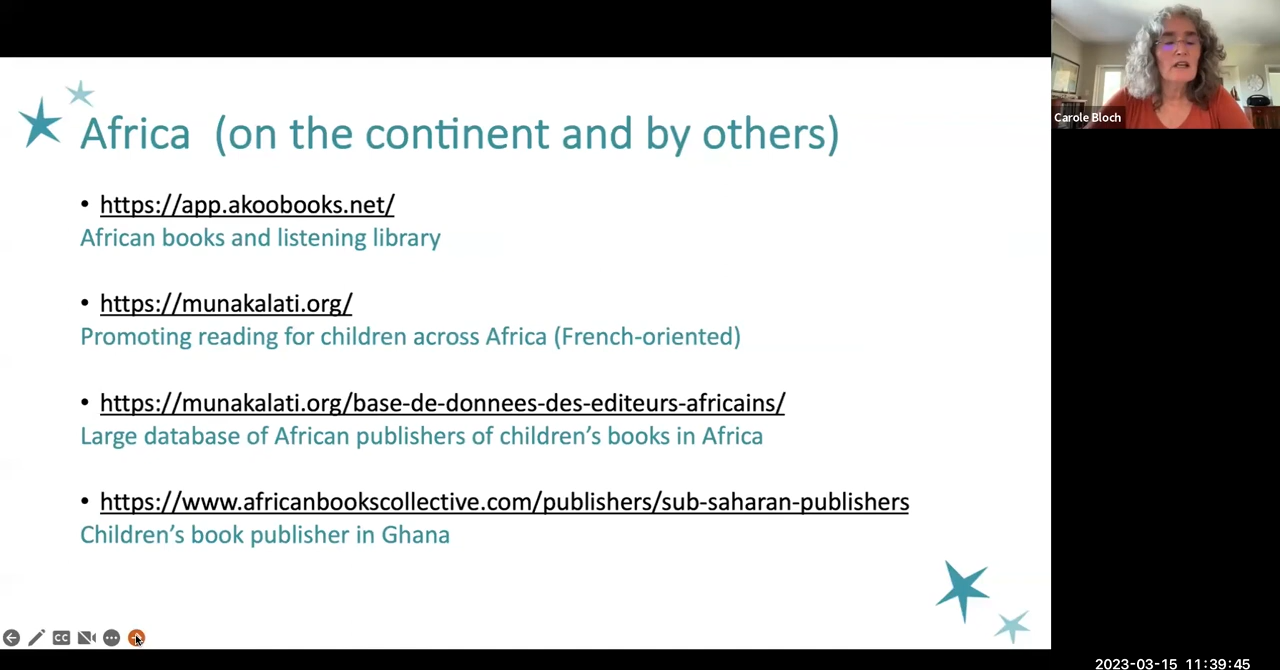 Africa (on the continent and by others)
• https://app.akoobooks.net/
African books and listening library
• https://munakalati.org/
Promoting reading for children across Africa (French-oriented)
• https://munakalati.org/base-de-donnees-des-editeurs-africains/
Large database of African publishers of children’s books in Africa
• https://www.africanbookscollective.com/publishers/sub-saharan-publishers
Children’s book publisher in Ghana
CC
Carole Bloch
2023-03-15 11:39:45